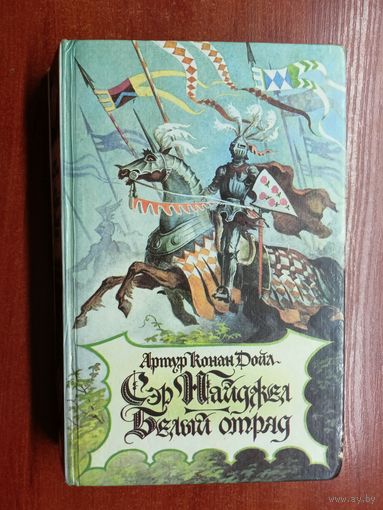 Артур Конан Дойл
Сэр Найджел
Белый отряд
www.ay.by